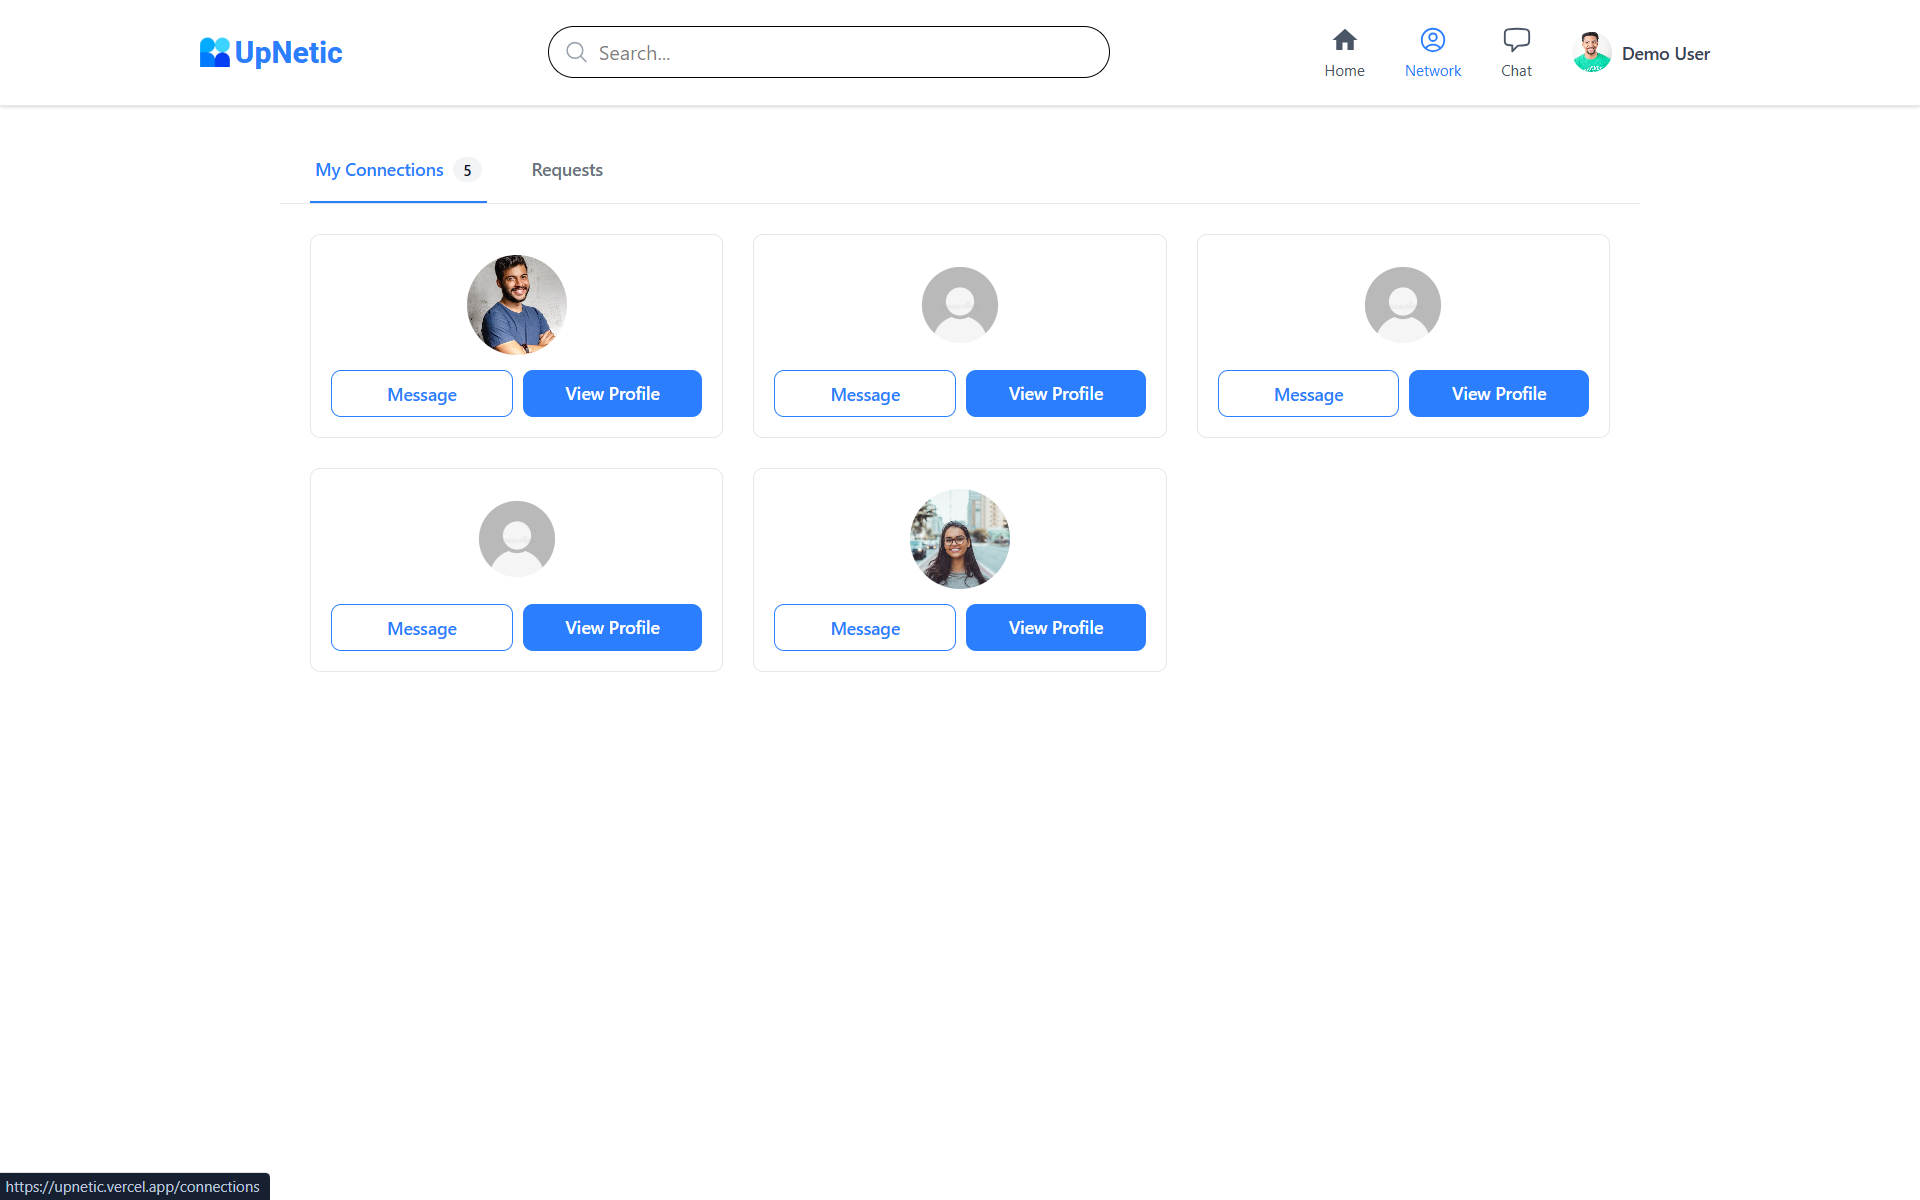 UpNetic
Search...
Home
Network
Chat
Demo User
My Connections 5
Requests
Message
View Profile
Message
View Profile
Message
View Profile
Message
View Profile
Message
View Profile
https://upnetic.vercel.app/connections